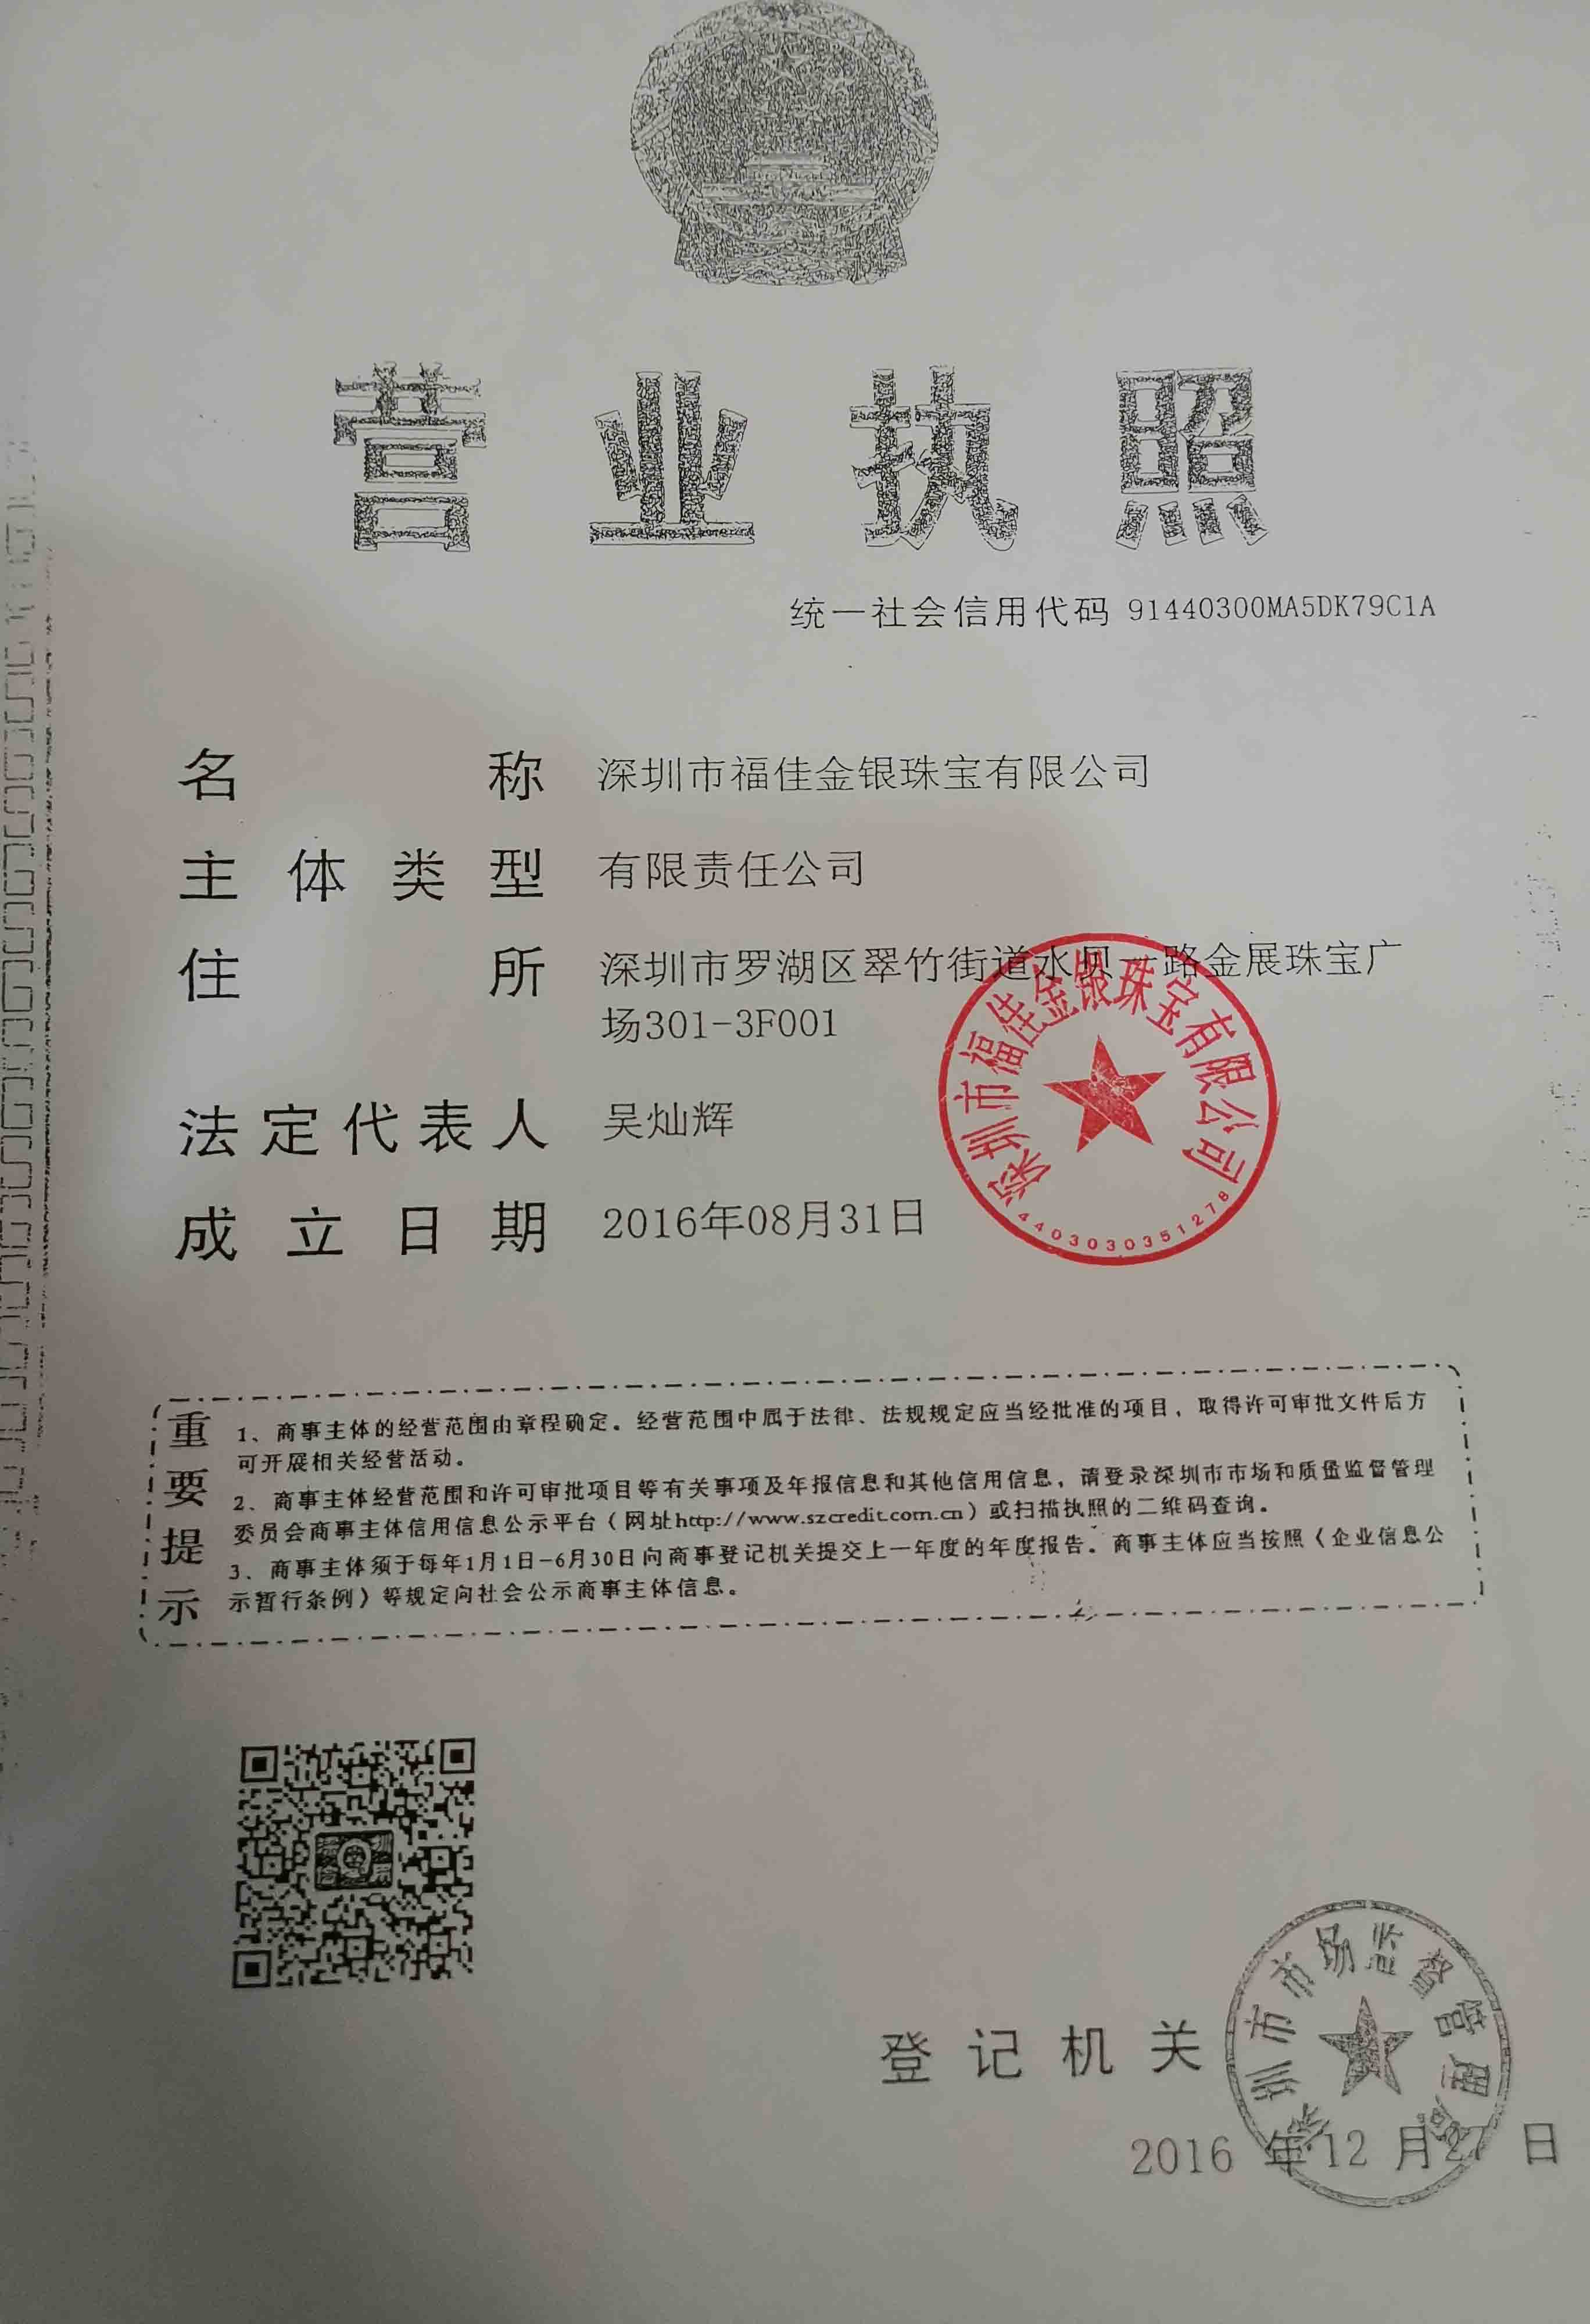 营业执照
统一社会信用代码 91440300MA5DK79C1A
名称 深圳市福佳金银珠宝有限公司
主体类型 有限责任公司
住所 深圳市罗湖区翠竹街道水贝一路金展珠宝广
场301-3F001
法定代表人 吴灿辉
成立日期 2016年08月31日
深圳市福佳金银珠宝有限公司
4403030351278
重要提示
1、商事主体的经营范围由章程确定。经营范围中属于法律、法规规定应当经批准的项目，取得许可审批文件后方
可开展相关经营活动。
2、商事主体经营范围和许可审批项目等有关事项及年报信息和其他信用信息，请登录深圳市市场和质量监督管理
委员会商事主体信用信息公示平台（网址http://www.szcredit.com.cn）或扫描执照的二维码查询。
3、商事主体须于每年1月1日-6月30日向商事登记机关提交上一年度的年度报告。商事主体应当按照《企业信息公
示暂行条例》等规定向社会公示商事主体信息。
登记机关
深圳市市场监督管理局
2016 年 12 月 27 日